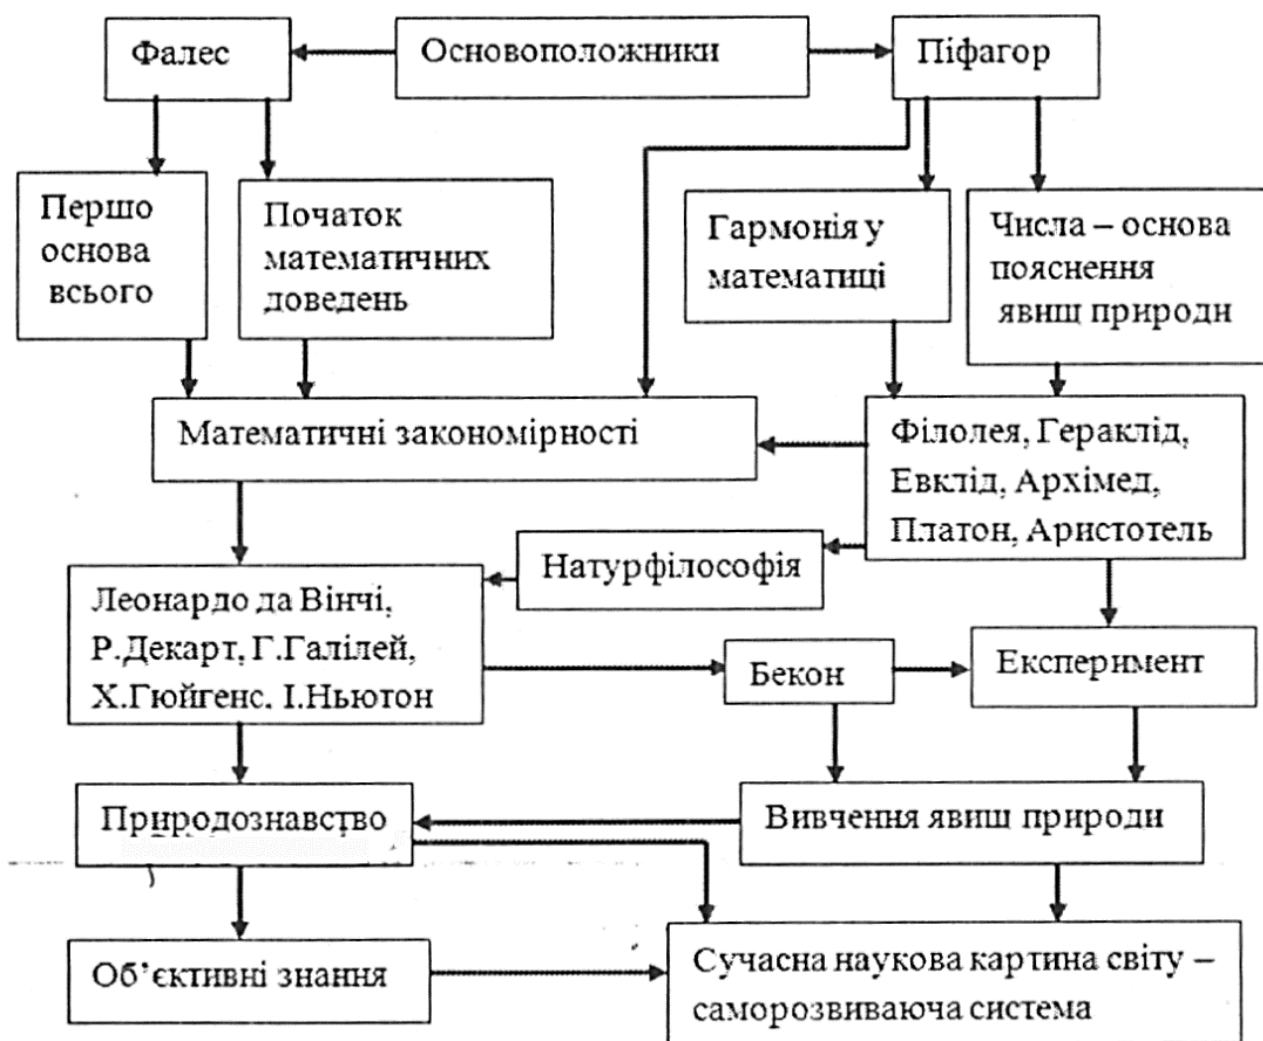 Фалес
Основоположники
Піфагор
Першо
основа
всього
Початок
математичних
доведень
Гармонія у
математиці
Числа – основа
пояснення
явищ природи
Математичні закономірності
Філолея, Гераклід,
Евклід, Архімед,
Платон, Аристотель
Натурфілософія
Леонардо да Вінчі,
Р.Декарт, Г.Галілей,
Х.Гюйгенс. І.Ньютон
Бекон
Експеримент
Природознавство
Вивчення явищ природи
Об’єктивні знання
Сучасна наукова картина світу –
саморозвиваюча система